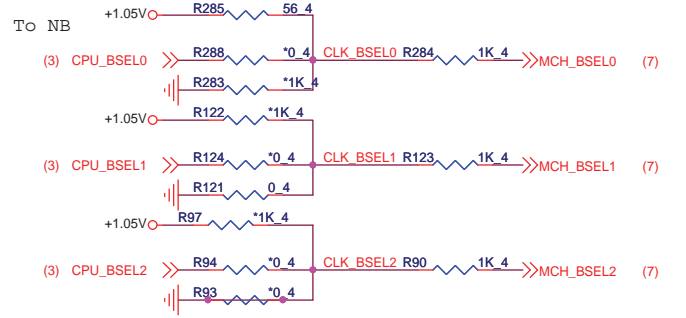 To NB
+1.05V R285 56_4
(3) CPU_BSEL0 R288 *0_4 CLK_BSEL0 R284 1K_4 MCH_BSEL0 (7)
R283 *1K_4
+1.05V R122 *1K_4
(3) CPU_BSEL1 R124 *0_4 CLK_BSEL1 R123 1K_4 MCH_BSEL1 (7)
R121 0_4
+1.05V R97 *1K_4
(3) CPU_BSEL2 R94 *0_4 CLK_BSEL2 R90 1K_4 MCH_BSEL2 (7)
R93 *0_4